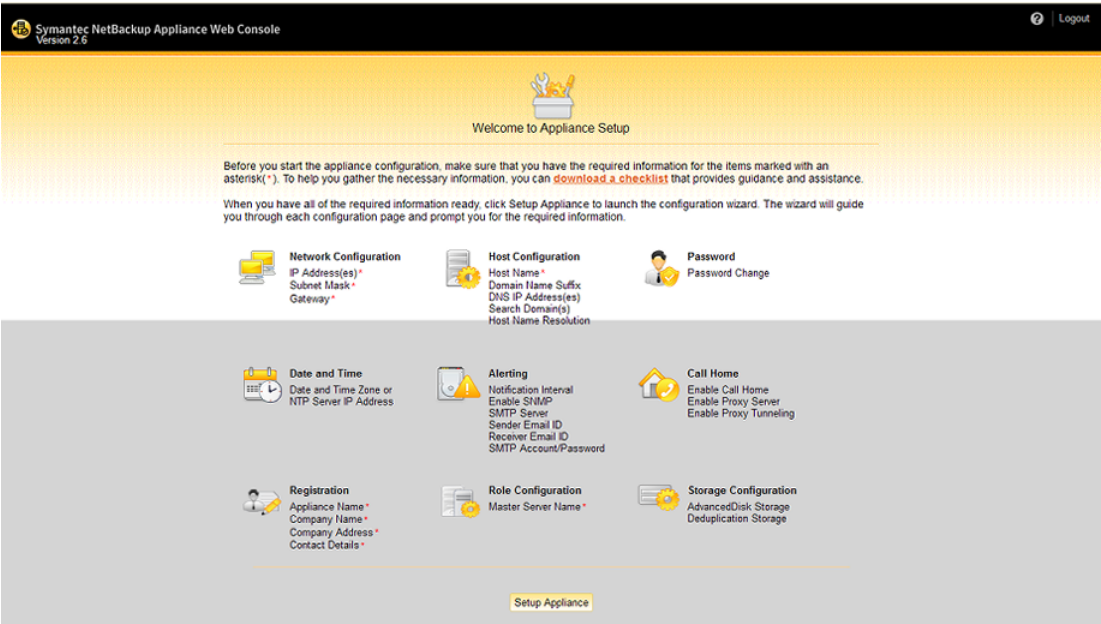 Symantec NetBackup Appliance Web Console
Version 2.6
? Logout
Welcome to Appliance Setup
Before you start the appliance configuration, make sure that you have the required information for the items marked with an
asterisk(*). To help you gather the necessary information, you can download a checklist that provides guidance and assistance.
When you have all of the required information ready, click Setup Appliance to launch the configuration wizard. The wizard will guide
you through each configuration page and prompt you for the required information.
Network Configuration
IP Address(es)*
Subnet Mask*
Gateway*
Host Configuration
Host Name*
Domain Name Suffix
DNS IP Address(es)
Search Domain(s)
Host Name Resolution
Password
Password Change
Date and Time
Date and Time Zone or
NTP Server IP Address
Alerting
Notification Interval
Enable SNMP
SMTP Server
Sender Email ID
Receiver Email ID
SMTP Account/Password
Call Home
Enable Call Home
Enable Proxy Server
Enable Proxy Tunneling
Registration
Appliance Name*
Company Name*
Company Address*
Contact Details*
Role Configuration
Master Server Name*
Storage Configuration
AdvancedDisk Storage
Deduplication Storage
Setup Appliance